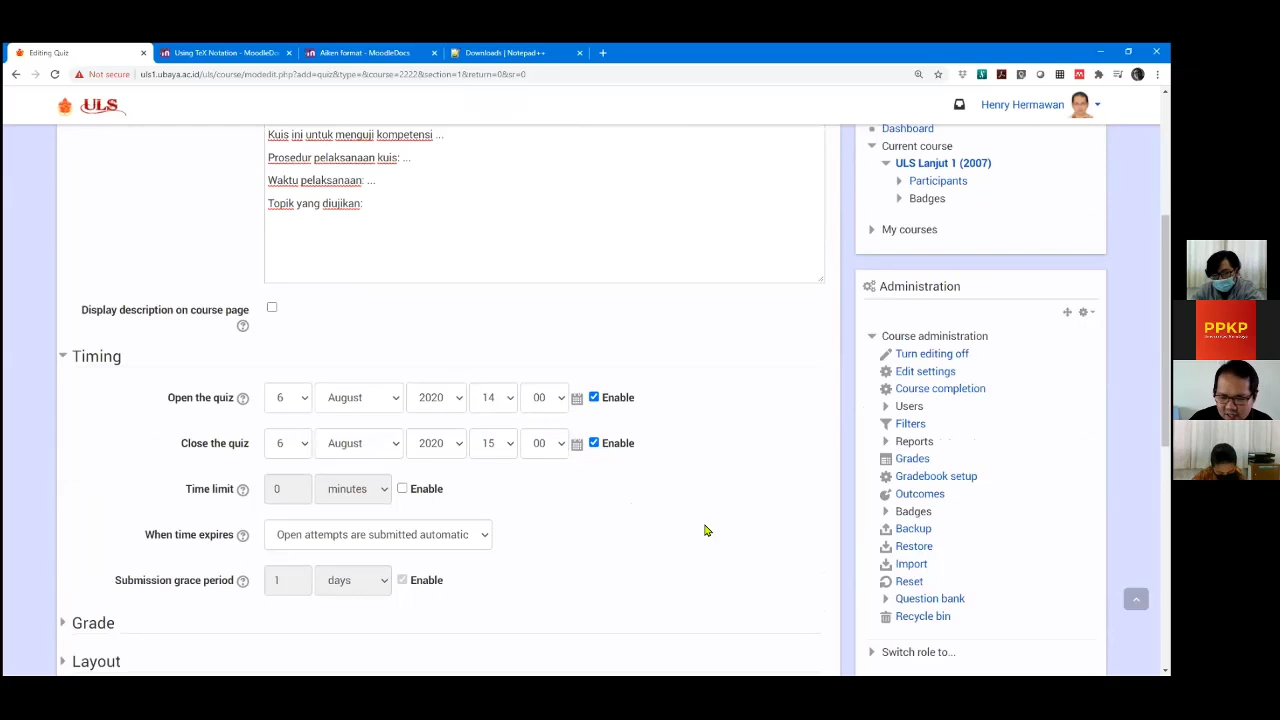 Editing Quiz
Using TeX Notation - MoodleDoc
Aiken format - MoodleDocs
Downloads | Notepad++
Not secure
uls1.ubaya.ac.id/uls/course/modedit.php?add=quiz&type=&course=2222&section=1&return=0&sr=0
ULS
Henry Hermawan
Kuis ini untuk menguji kompetensi ...
Prosedur pelaksanaan kuis: ...
Waktu pelaksanaan: ...
Topik yang diujikan:
Display description on course page
Timing
Open the quiz
6 August 2020 14 00 Enable
Close the quiz
6 August 2020 15 00 Enable
Time limit
0 minutes Enable
When time expires
Open attempts are submitted automatic
Submission grace period
1 days Enable
Grade
Layout
Dashboard
Current course
ULS Lanjut 1 (2007)
Participants
Badges
My courses
Administration
Course administration
Turn editing off
Edit settings
Course completion
Users
Filters
Reports
Grades
Gradebook setup
Outcomes
Badges
Backup
Restore
Import
Reset
Question bank
Recycle bin
Switch role to...
PPKP